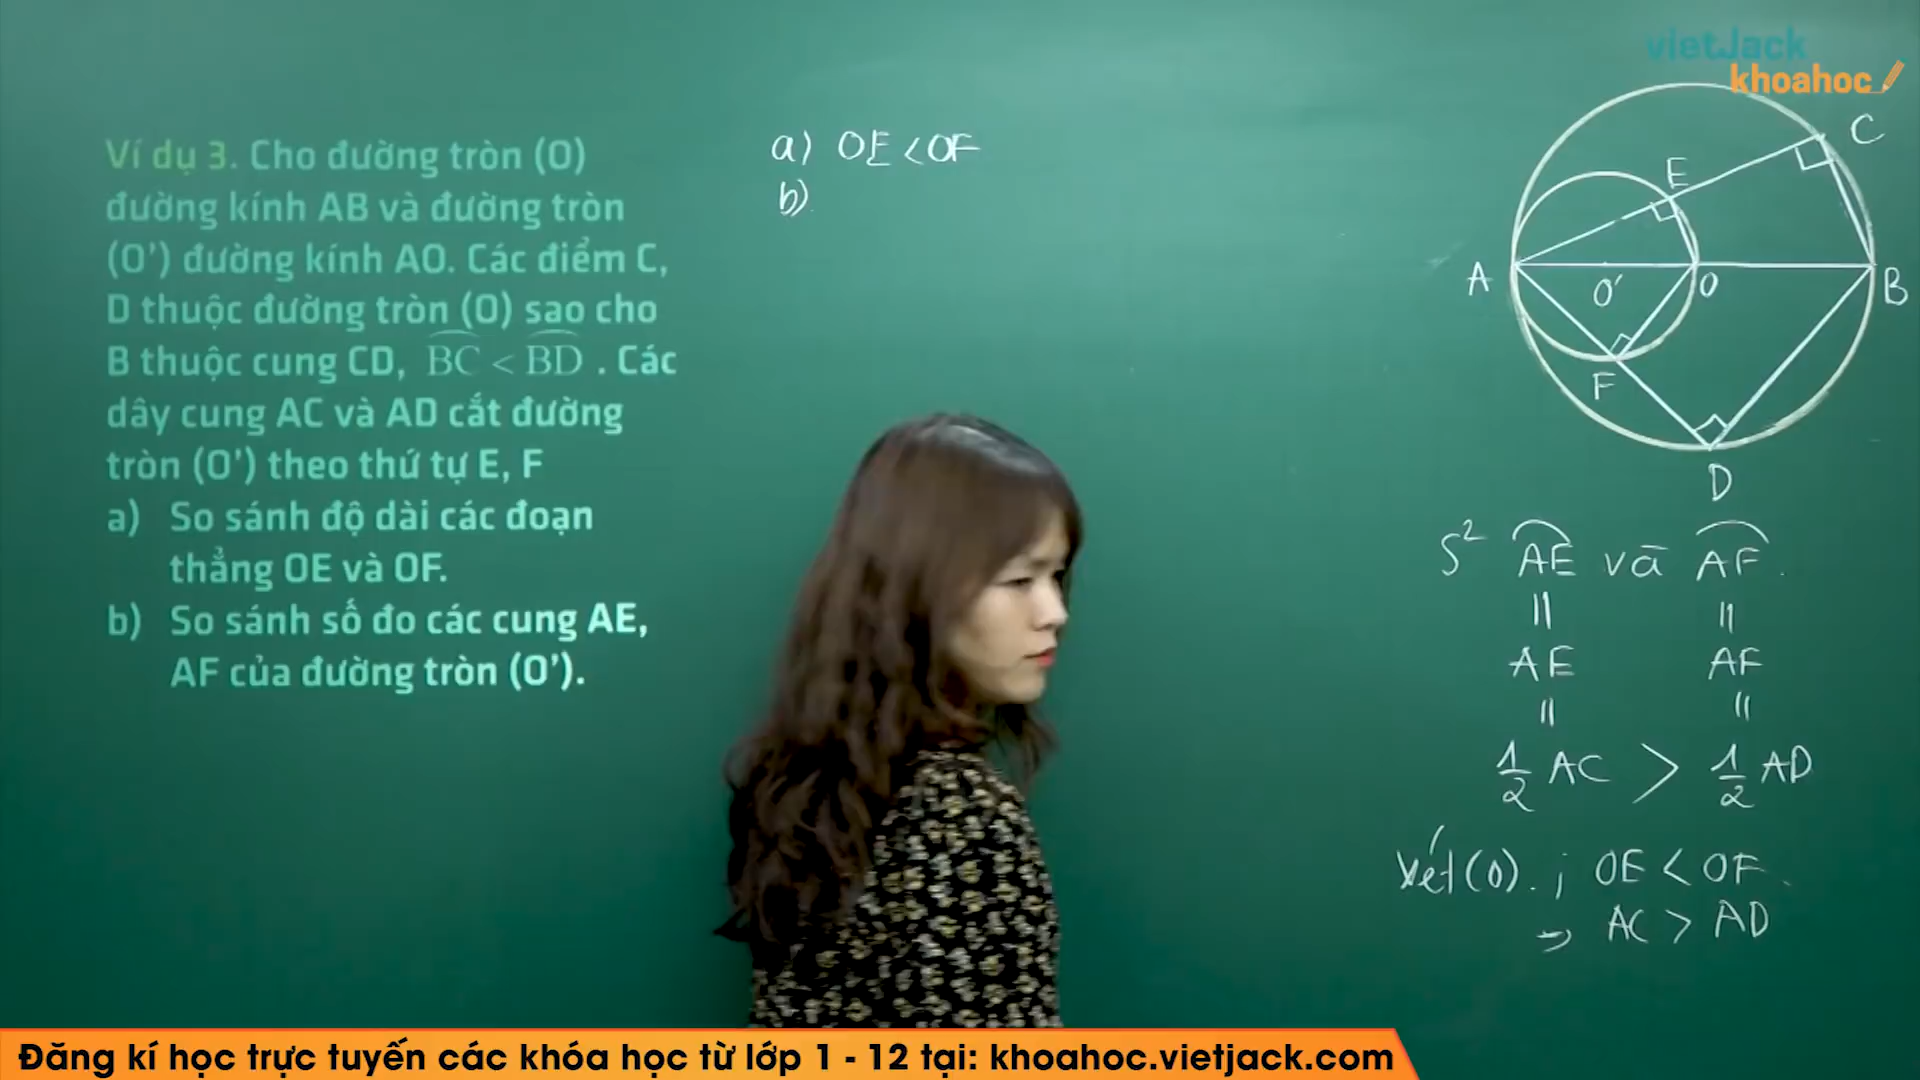 vietJack
khoahoc
Ví dụ 3. Cho đường tròn (O)
đường kính AB và đường tròn
(O’) đường kính AO. Các điểm C,
D thuộc đường tròn (O) sao cho
B thuộc cung CD, BC < BD . Các
dây cung AC và AD cắt đường
tròn (O’) theo thứ tự E, F
a) So sánh độ dài các đoạn
thẳng OE và OF.
b) So sánh số đo các cung AE,
AF của đường tròn (O’).
a) OE < OF
b)
C
E
A
O'
O
B
F
D
S² AE và AF.
= =
AE AF
= =
1/2 AC > 1/2 AD
Xét (O). ; OE < OF.
=> AC > AD
Đăng kí học trực tuyến các khóa học từ lớp 1 - 12 tại: khoahoc.vietjack.com